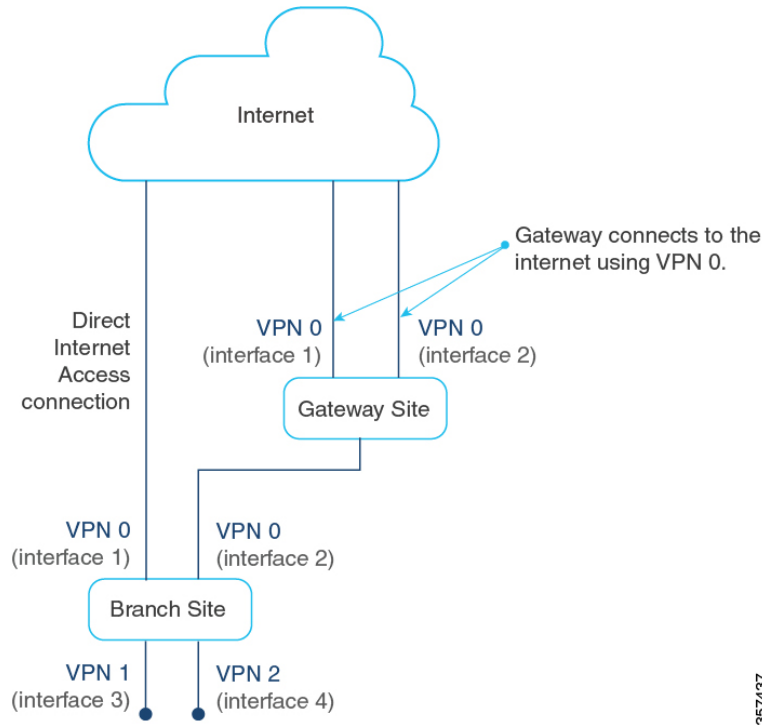 Internet
Gateway connects to the
internet using VPN 0.
Direct
Internet
Access
connection
VPN 0
(interface 1)
VPN 0
(interface 2)
Gateway Site
VPN 0
(interface 1)
VPN 0
(interface 2)
Branch Site
VPN 1
(interface 3)
VPN 2
(interface 4)
357437